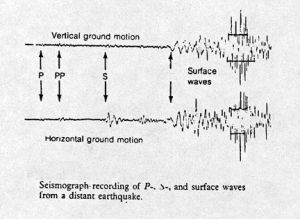 Vertical ground motion
P PP S Surface
waves
Horizontal ground motion
Seismograph recording of P-, S-, and surface waves
from a distant earthquake.